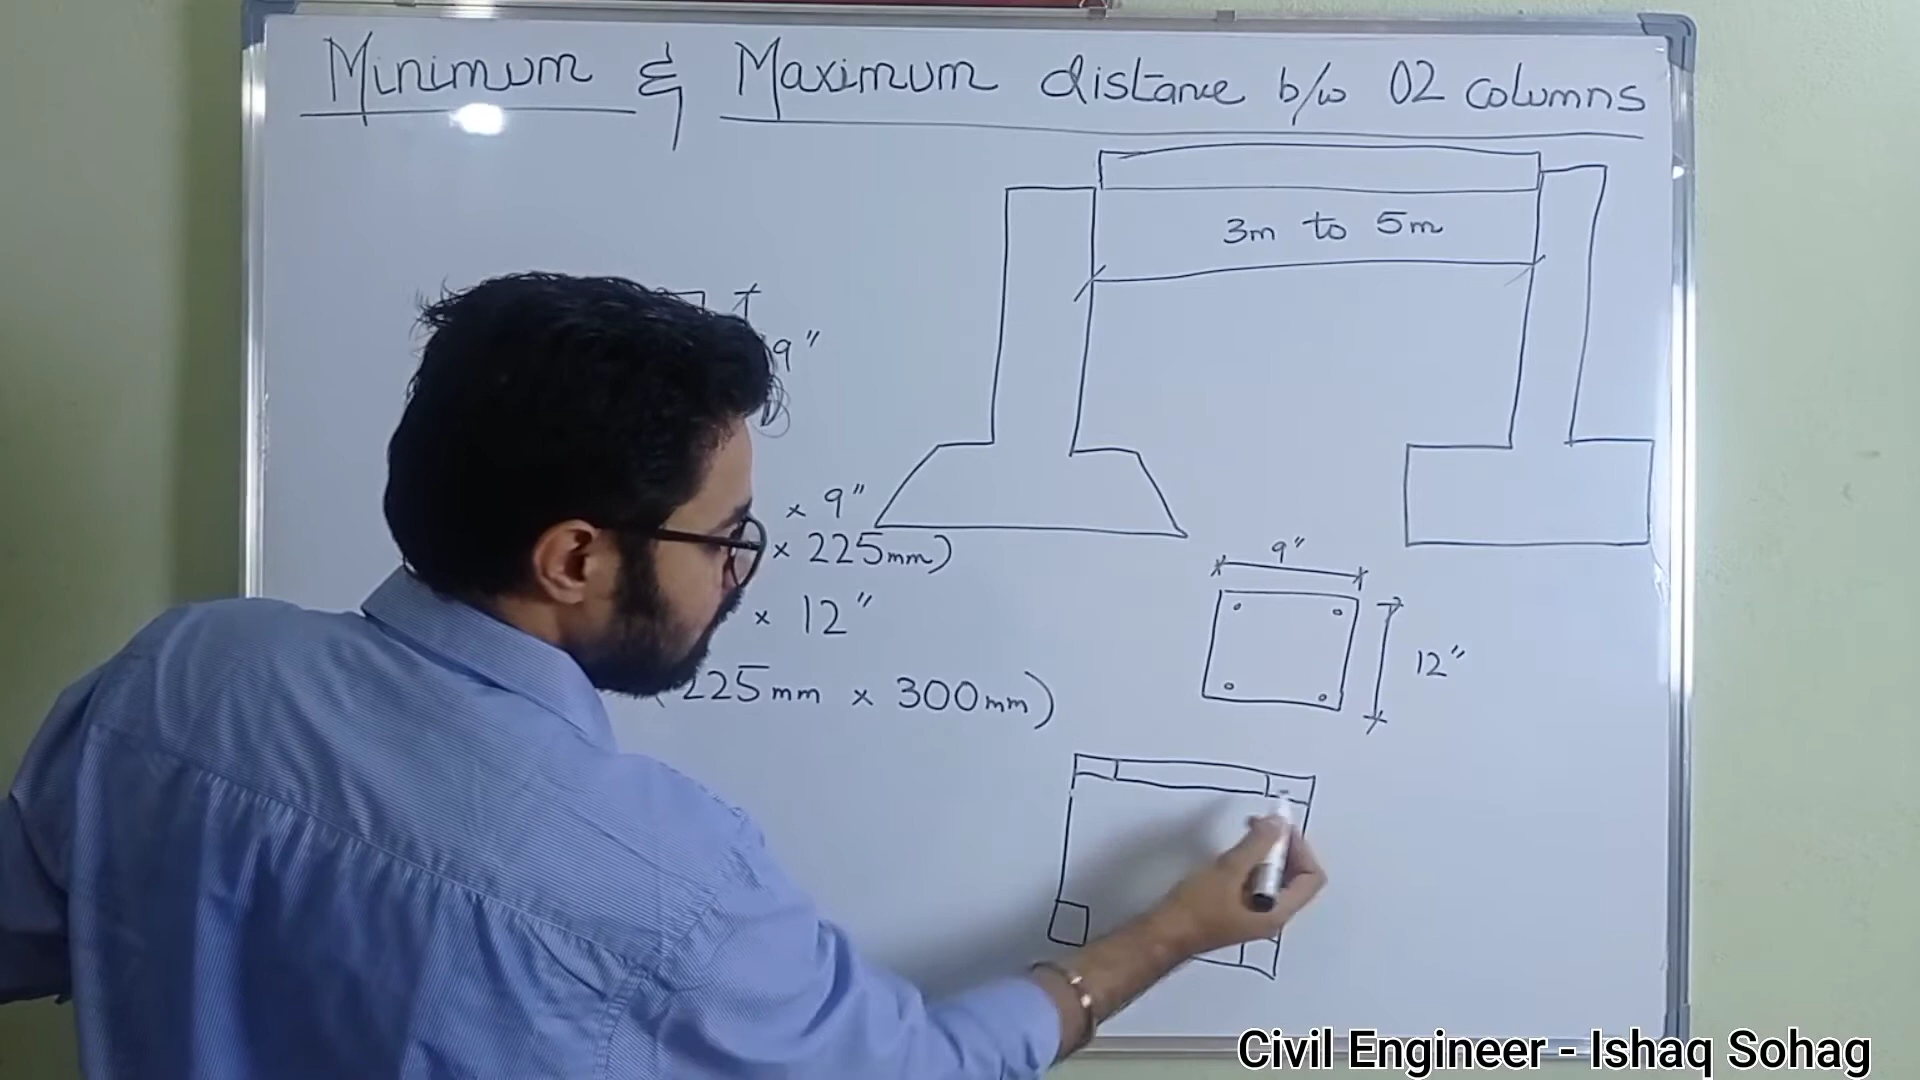 Minimum & Maximum distance b/w 02 columns
3m to 5m
9"
x 9"
x 225mm)
x 12"
(225mm x 300mm)
9"
12"
Civil Engineer - Ishaq Sohag